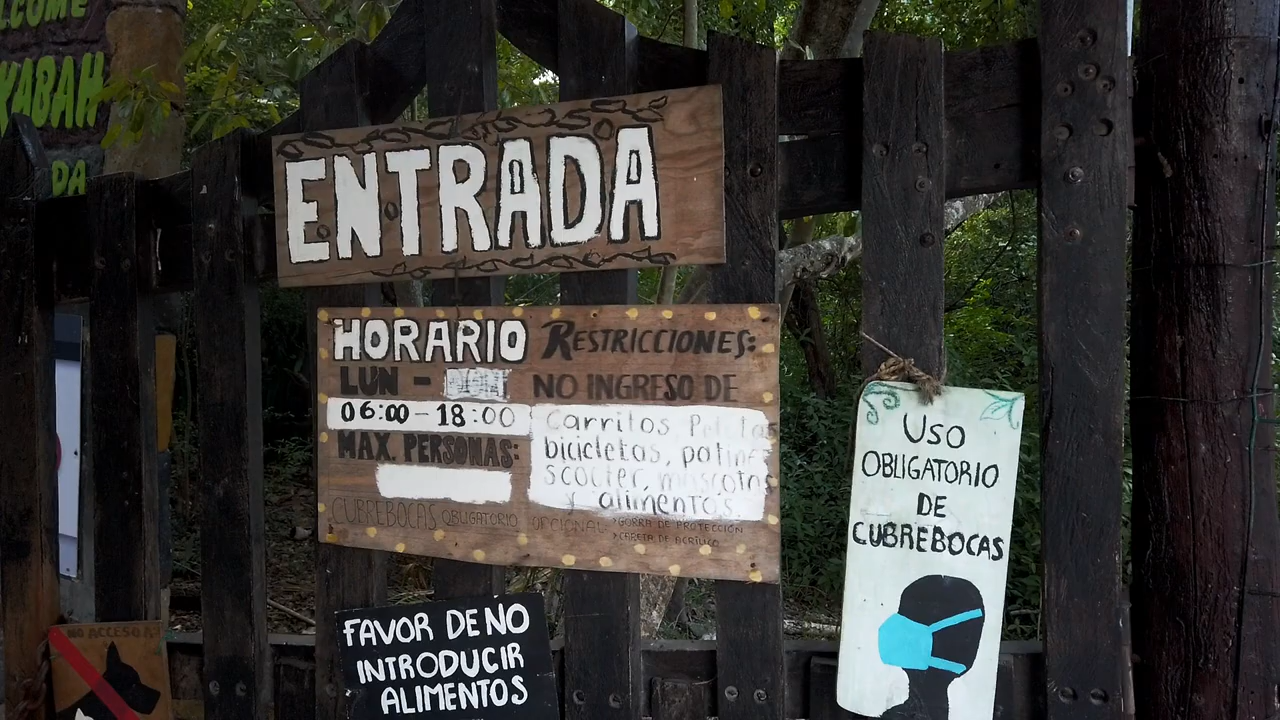 LCOME
YABAH
DA
ENTRADA
HORARIO
LUN -
06:00-18:00
MAX. PERSONAS:
CUBREBOCAS OBLIGATORIO
RESTRICCIONES:
NO INGRESO DE
Carritos Pelotas
bicicletas, patines
scooter, mascotas
y alimentos.
OPCIONAL >GORRA DE PROTECCIÓN
>CARETA DE ACRÍLICO
USO
OBLIGATORIO
DE
CUBREBOCAS
FAVOR DE NO
INTRODUCIR
ALIMENTOS
NO ACCESO A